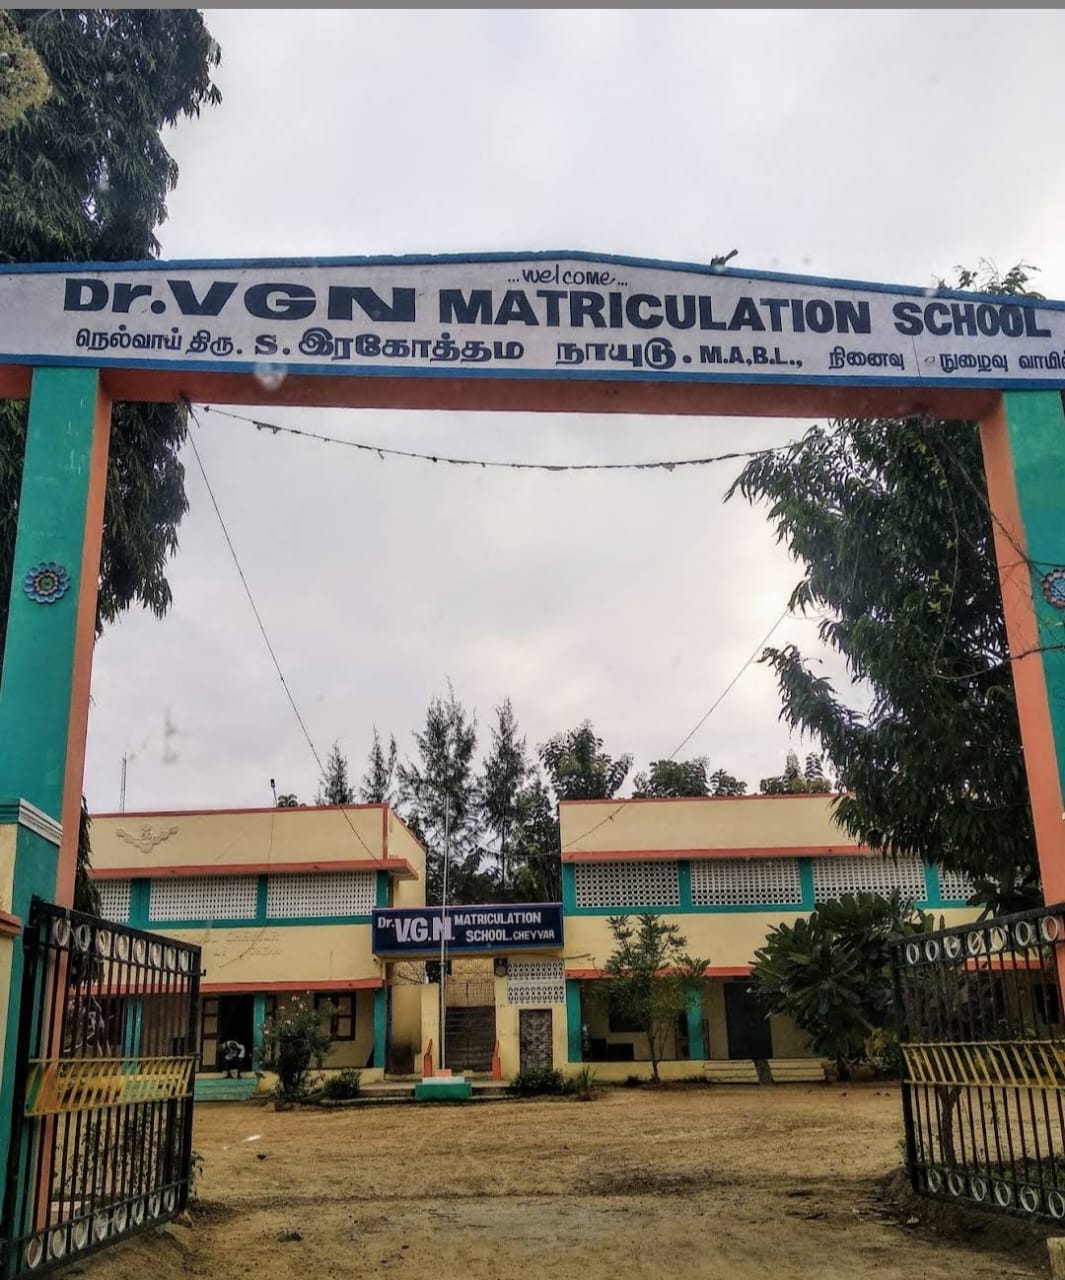 ...welcome...
Dr.VGN MATRICULATION SCHOOL
நெல்வாய் திரு. S. இரகோத்தம நாயுடு. M.A,B.L., நினைவு நுழைவு
Dr. V.G.N. MATRICULATION
SCHOOL. CHEYYAR